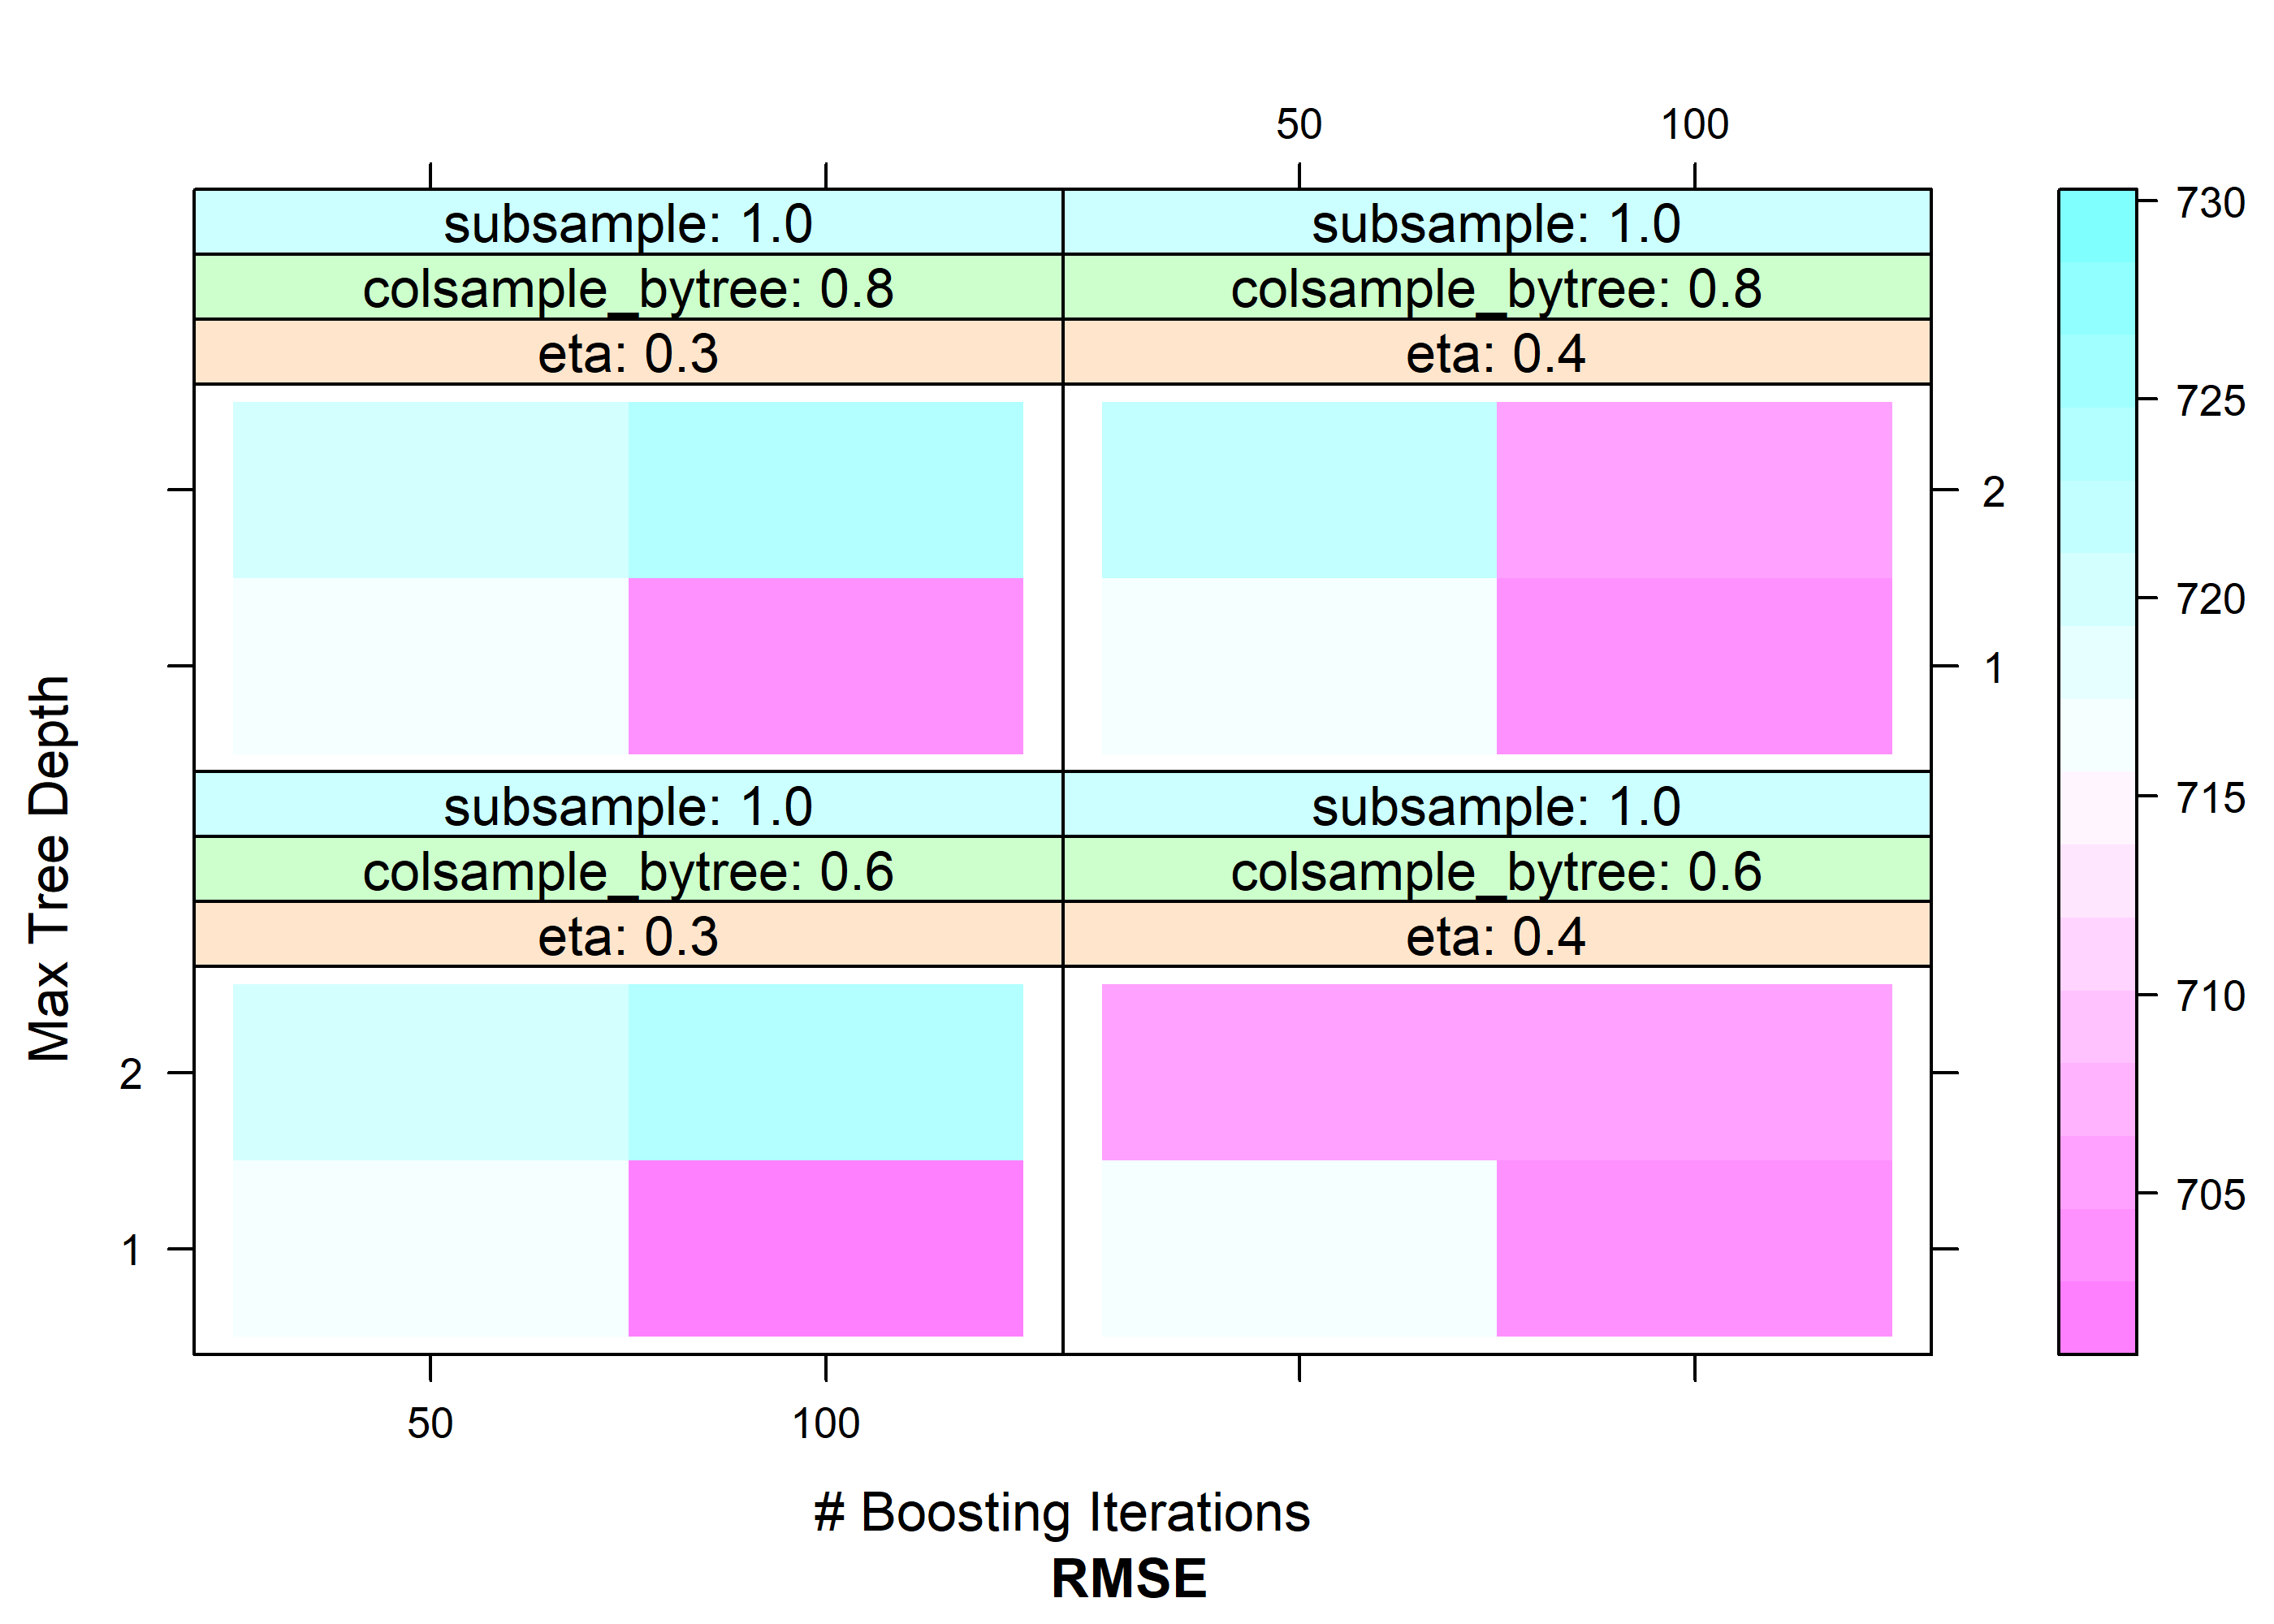 50 100
subsample: 1.0 subsample: 1.0
colsample_bytree: 0.8 colsample_bytree: 0.8
eta: 0.3 eta: 0.4
2
1
subsample: 1.0 subsample: 1.0
colsample_bytree: 0.6 colsample_bytree: 0.6
eta: 0.3 eta: 0.4
2
1
50 100
Max Tree Depth
# Boosting Iterations
RMSE
730
725
720
715
710
705